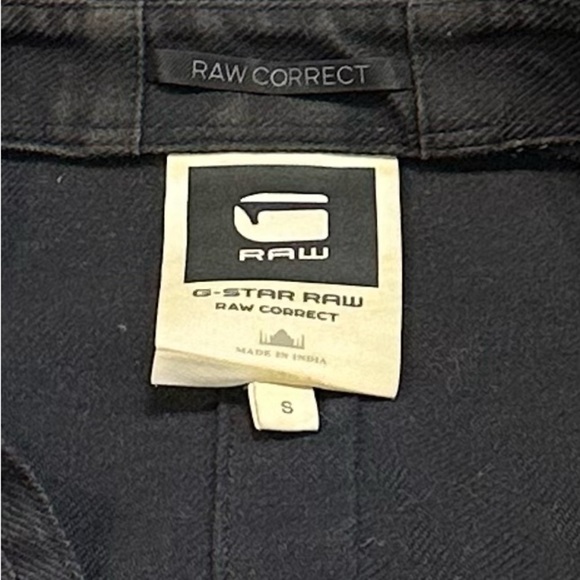 RAW CORRECT
RAW
G-STAR RAW
RAW CORRECT
MADE IN INDIA
S